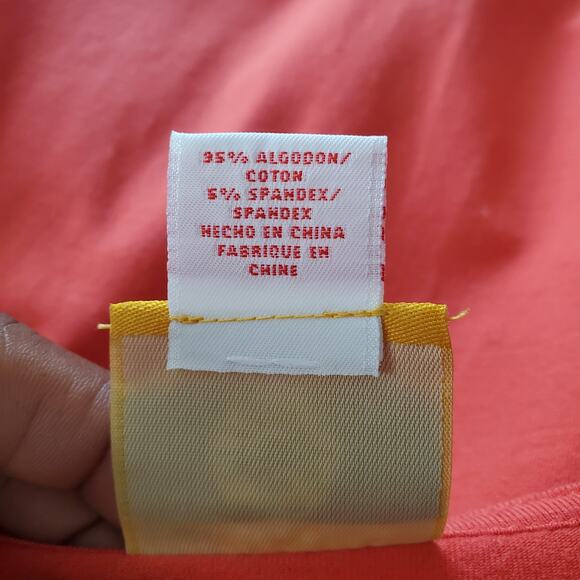 95% ALGODON/
COTON
5% SPANDEX/
SPANDEX
HECHO EN CHINA
FABRIQUE EN
CHINE